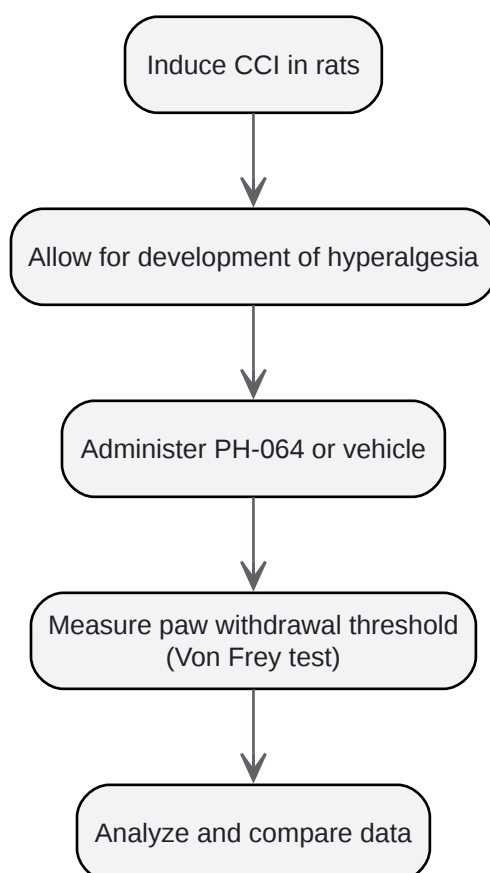 Induce CCI in rats
Allow for development of hyperalgesia
Administer PH-064 or vehicle
Measure paw withdrawal threshold
(Von Frey test)
Analyze and compare data